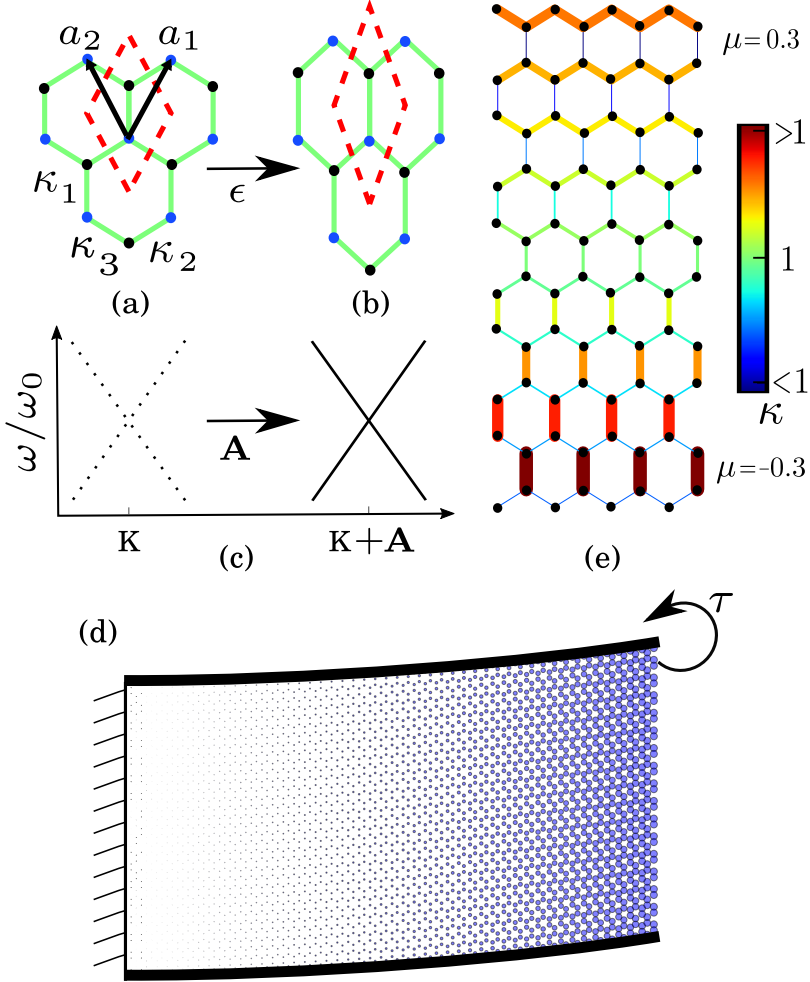 a₂ a₁
κ₁
κ₃ κ₂
ϵ
(a) (b)
ω/ω₀
A
K K+A
(c)
μ=0.3
>1
1
<1
κ
μ=-0.3
(e)
(d)
τ